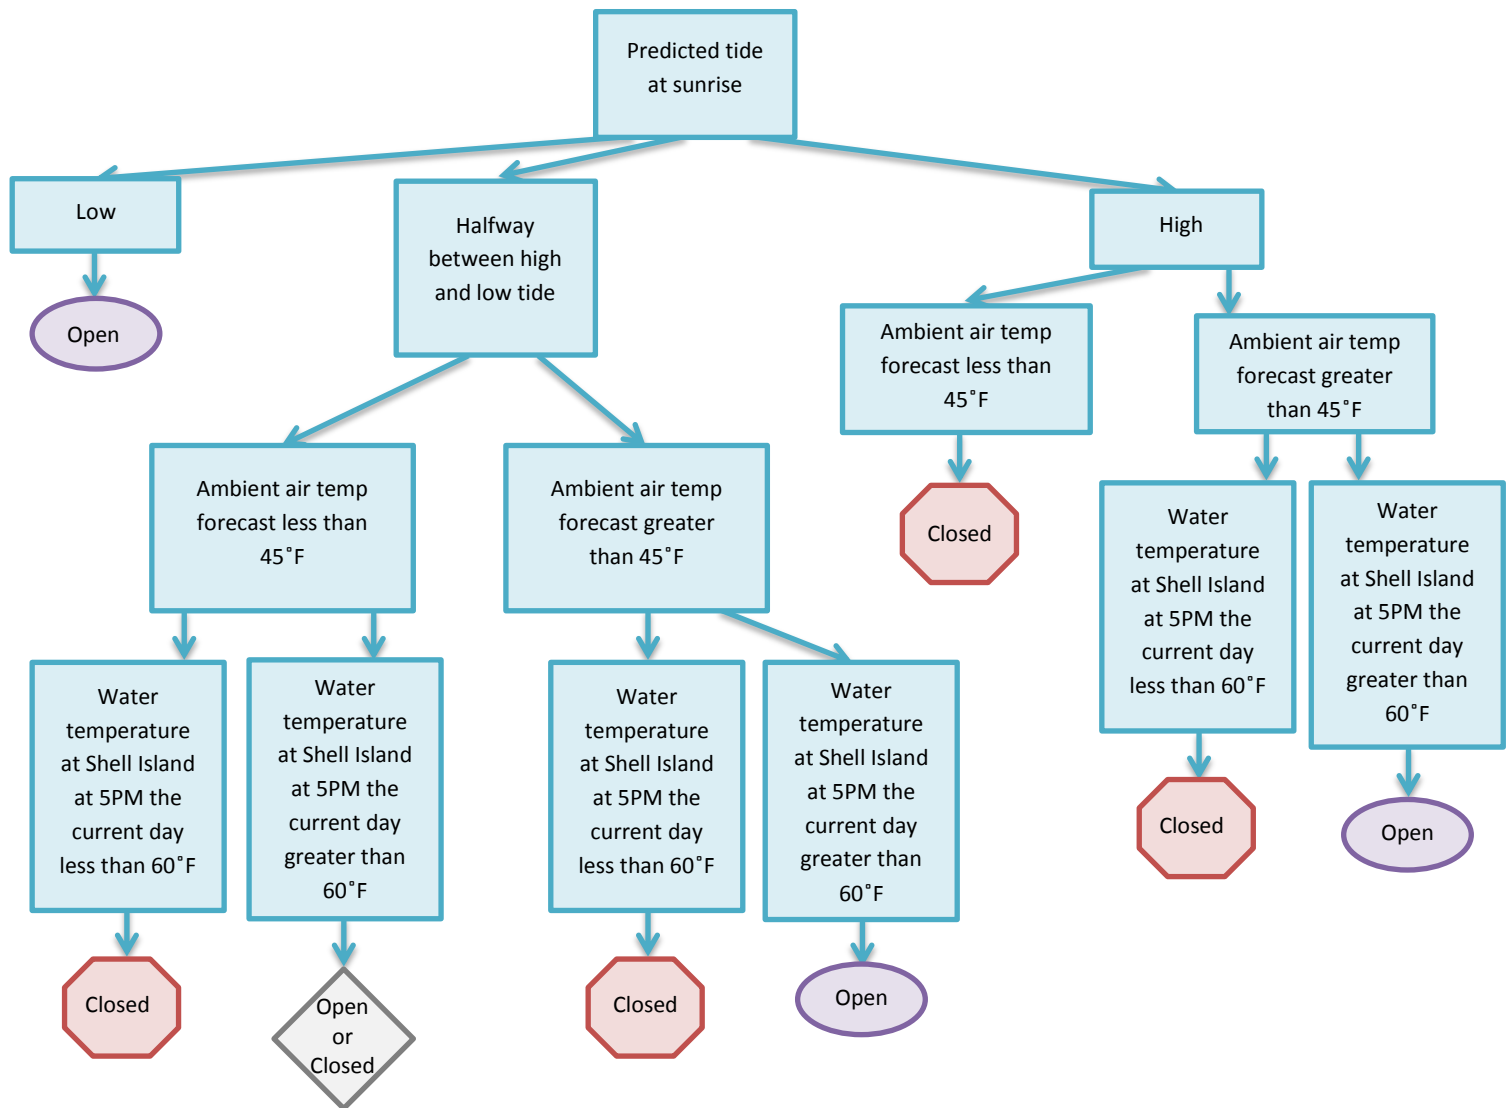 Predicted tide
at sunrise
Low
Open
Halfway
between high
and low tide
High
Ambient air temp
forecast less than
45˚F
Closed
Ambient air temp
forecast greater
than 45˚F
Water
temperature
at Shell Island
at 5PM the
current day
less than 60˚F
Closed
Water
temperature
at Shell Island
at 5PM the
current day
greater than
60˚F
Open
Ambient air temp
forecast less than
45˚F
Ambient air temp
forecast greater
than 45˚F
Water
temperature
at Shell Island
at 5PM the
current day
less than 60˚F
Closed
Water
temperature
at Shell Island
at 5PM the
current day
greater than
60˚F
Open
or
Closed
Water
temperature
at Shell Island
at 5PM the
current day
less than 60˚F
Closed
Water
temperature
at Shell Island
at 5PM the
current day
greater than
60˚F
Open